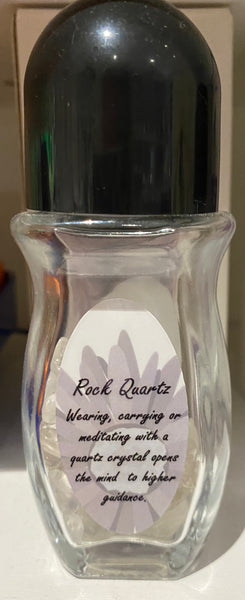 Rock Quartz
Wearing, carrying or
meditating with a
quartz crystal opens
the mind to higher
guidance.